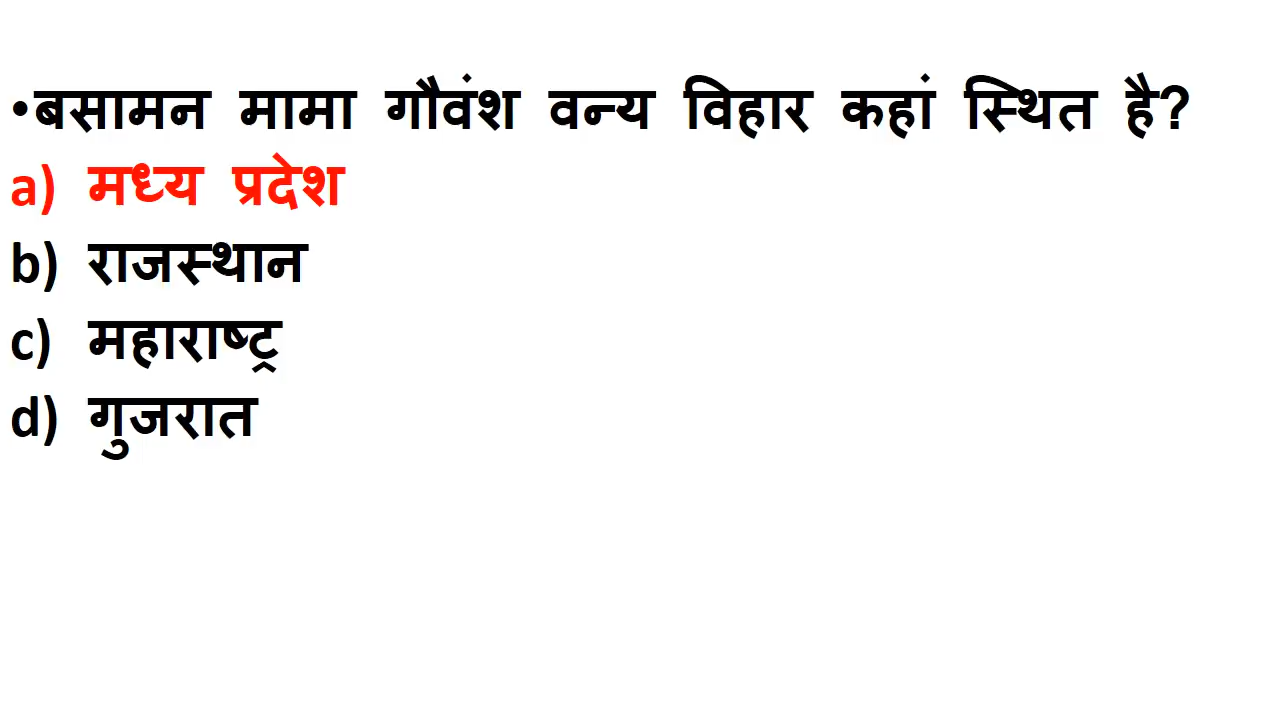 •बसामन मामा गौवंश वन्य विहार कहां स्थित है?
a) मध्य प्रदेश
b) राजस्थान
c) महाराष्ट्र
d) गुजरात